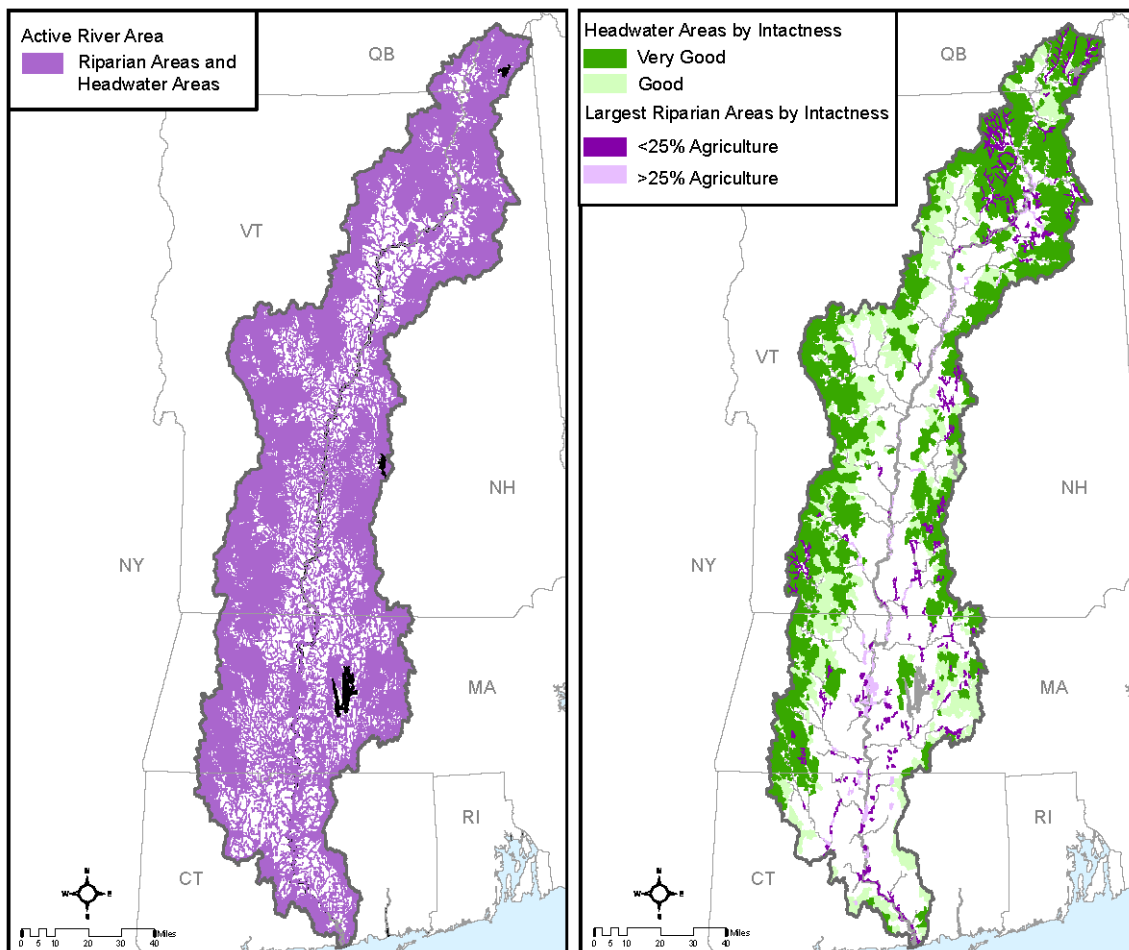 Active River Area
Riparian Areas and
Headwater Areas
QB
VT
NH
NY
MA
RI
CT
N
W E
S
0 5 10 20 30 40 Miles
Headwater Areas by Intactness
Very Good
Good
Largest Riparian Areas by Intactness
<25% Agriculture
>25% Agriculture
QB
VT
NH
NY
MA
RI
CT
N
W E
S
0 5 10 20 30 40 Miles